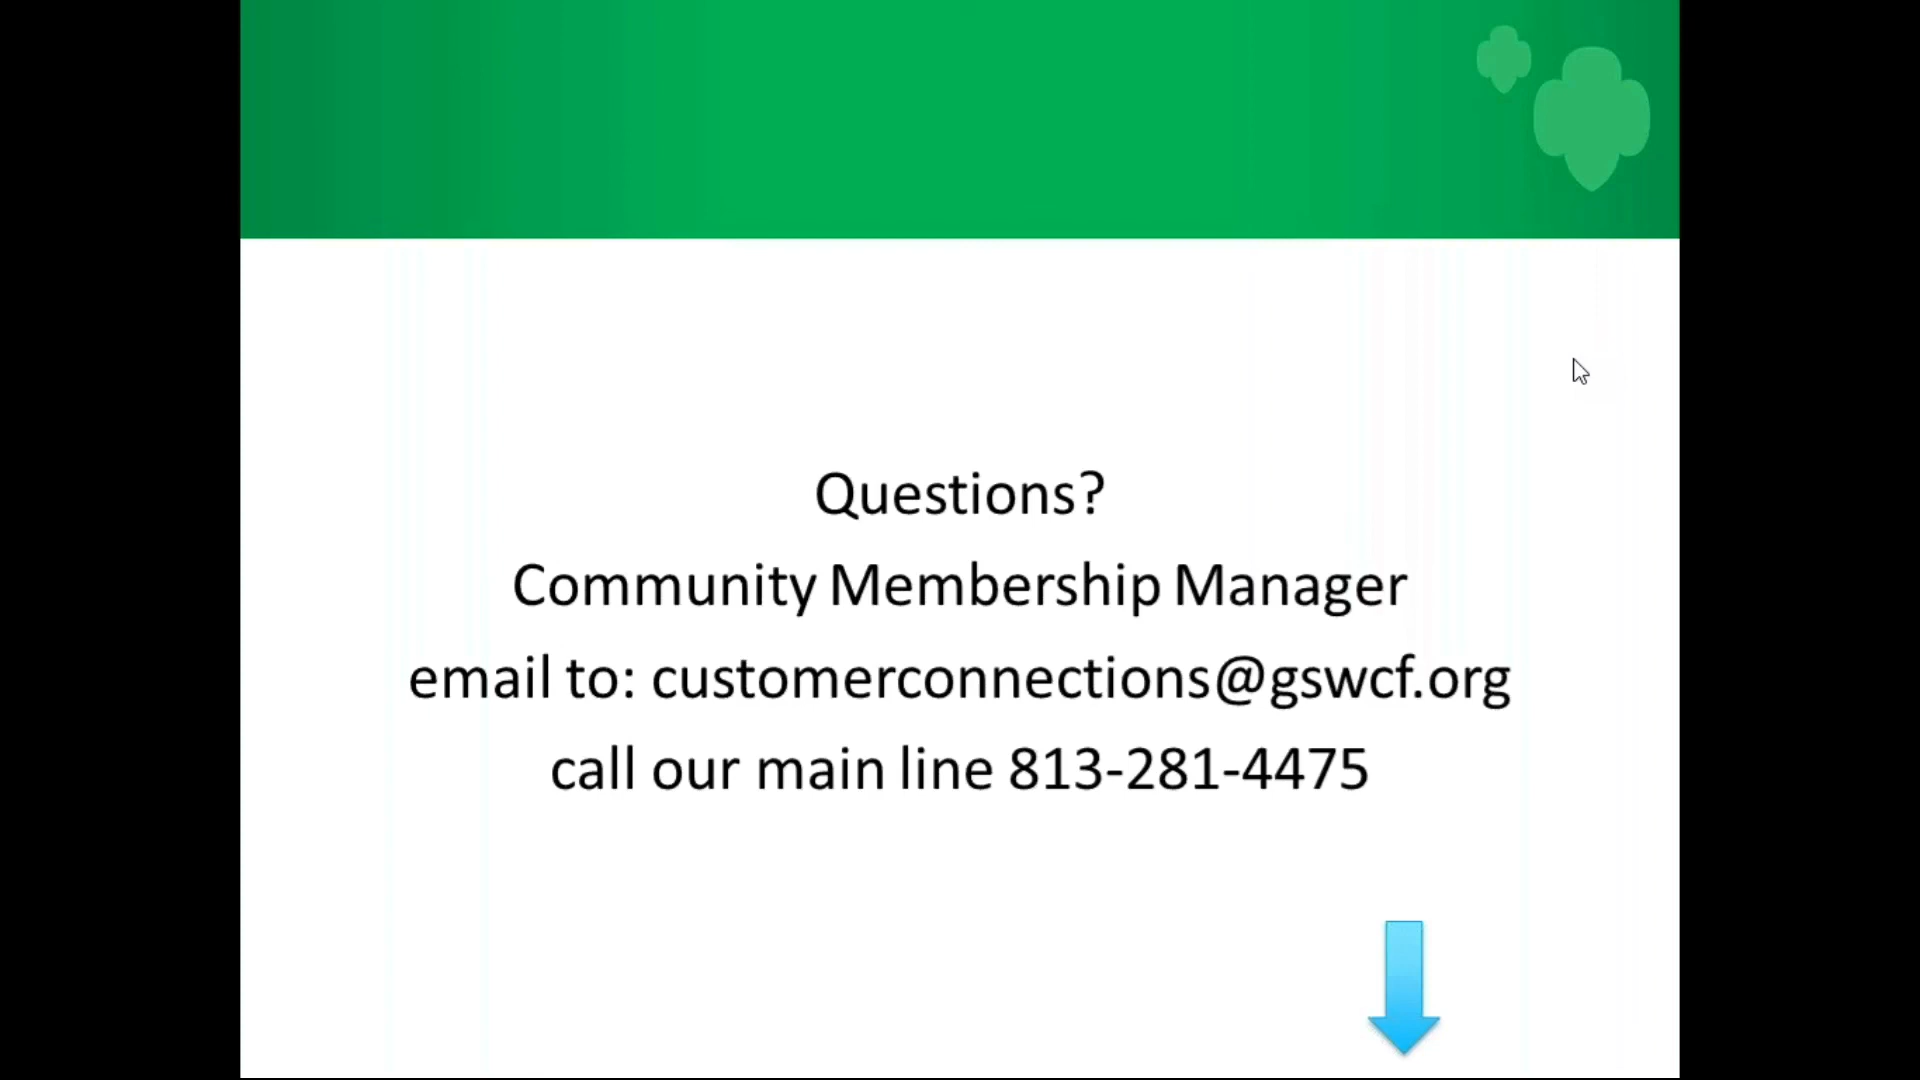 Questions?
Community Membership Manager
email to: customerconnections@gswcf.org
call our main line 813-281-4475